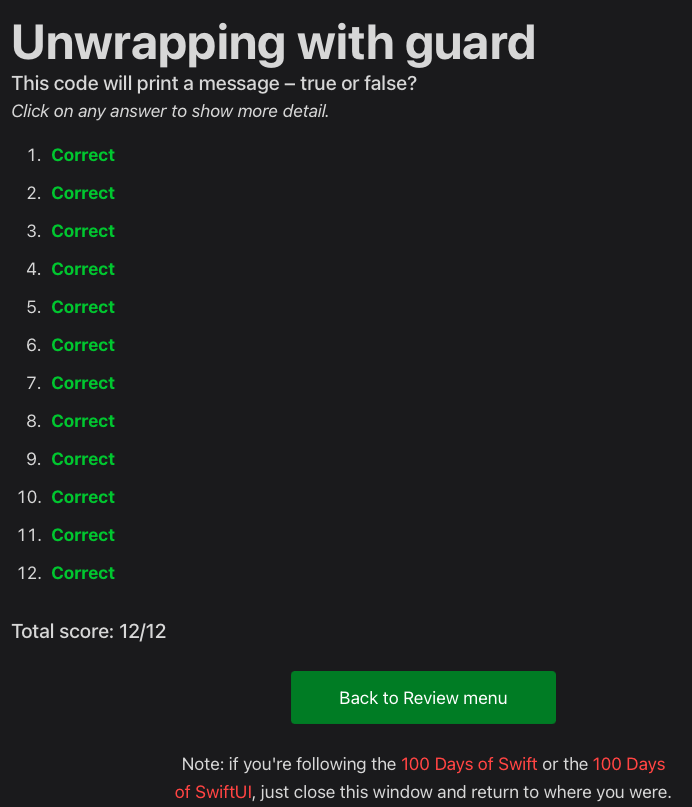 Unwrapping with guard
This code will print a message – true or false?
Click on any answer to show more detail.
1. Correct
2. Correct
3. Correct
4. Correct
5. Correct
6. Correct
7. Correct
8. Correct
9. Correct
10. Correct
11. Correct
12. Correct
Total score: 12/12
Back to Review menu
Note: if you're following the 100 Days of Swift or the 100 Days
of SwiftUI, just close this window and return to where you were.